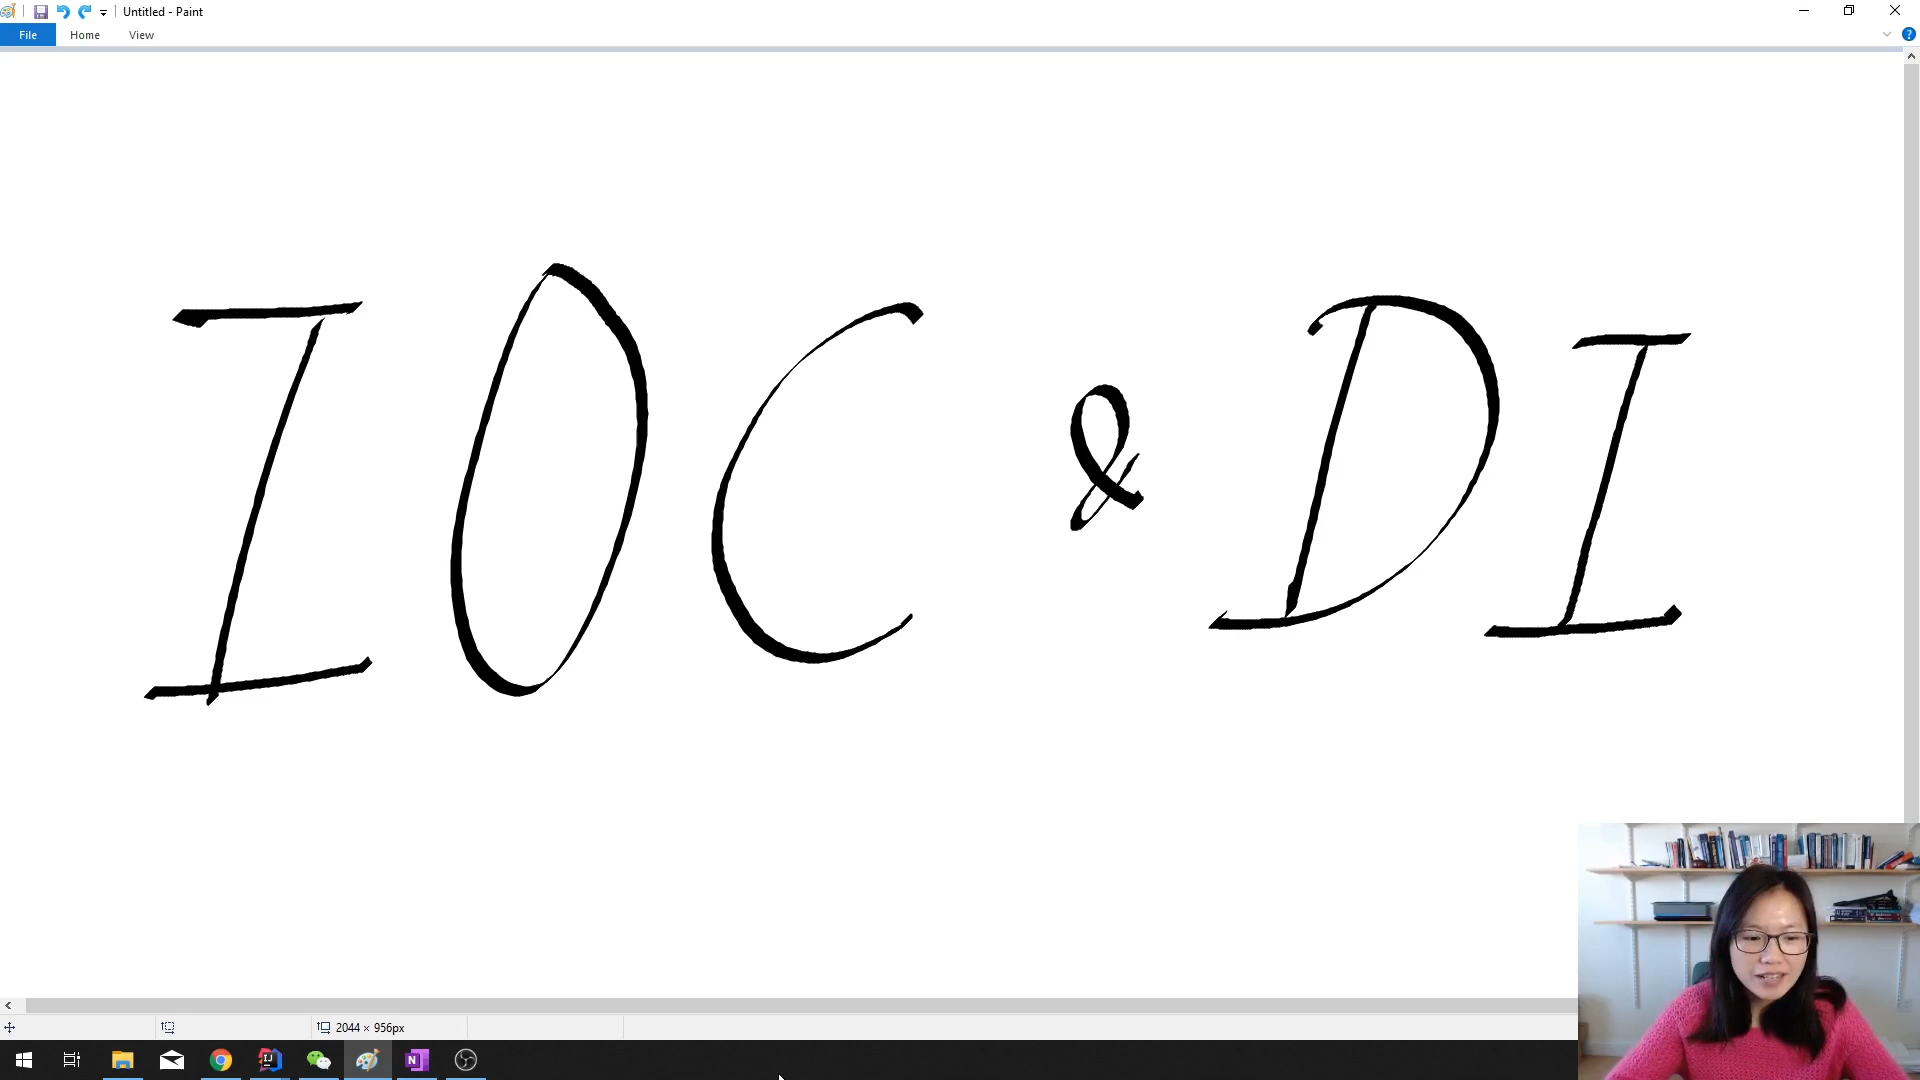 Untitled - Paint
File Home View
IOC & DI
2044 × 956px